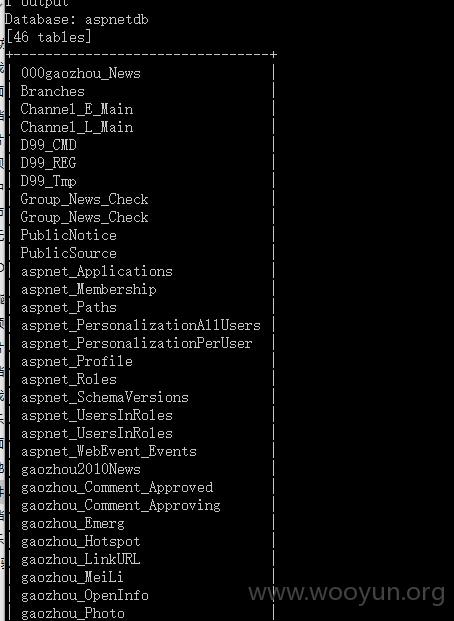 Database: aspnetdb
[46 tables]
000gaozhou_News
Branches
Channel_E_Main
Channel_L_Main
D99_CMD
D99_REG
D99_Tmp
Group_News_Check
Group_News_Check
PublicNotice
PublicSource
aspnet_Applications
aspnet_Membership
aspnet_Paths
aspnet_PersonalizationAllUsers
aspnet_PersonalizationPerUser
aspnet_Profile
aspnet_Roles
aspnet_SchemaVersions
aspnet_UsersInRoles
aspnet_UsersInRoles
aspnet_WebEvent_Events
gaozhou2010News
gaozhou_Comment_Approved
gaozhou_Comment_Approving
gaozhou_Emerg
gaozhou_Hotspot
gaozhou_LinkURL
gaozhou_MeiLi
gaozhou_OpenInfo
gaozhou_Photo
www.wooyun.org